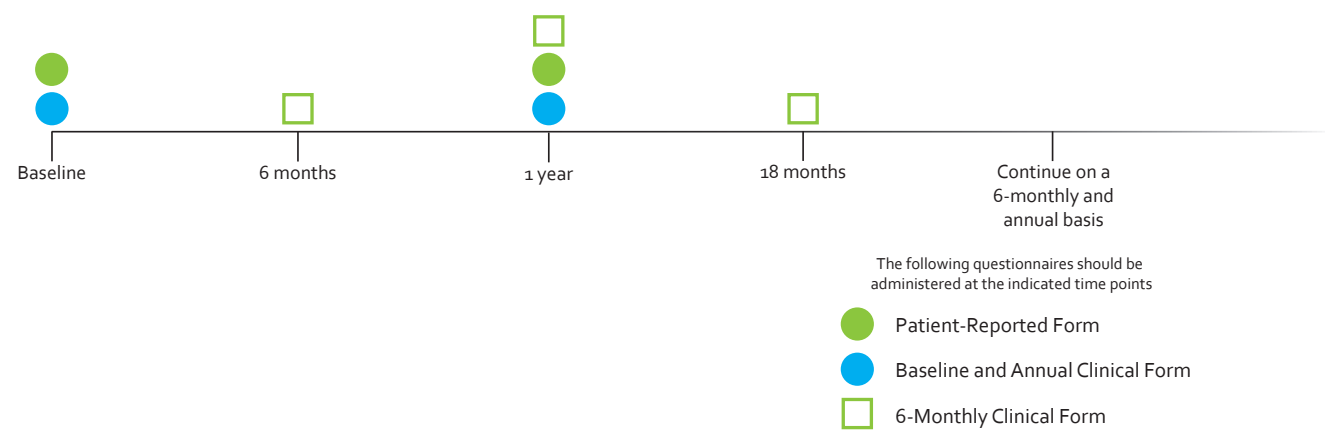 Baseline
6 months
1 year
18 months
Continue on a
6-monthly and
annual basis
The following questionnaires should be
administered at the indicated time points
Patient-Reported Form
Baseline and Annual Clinical Form
6-Monthly Clinical Form